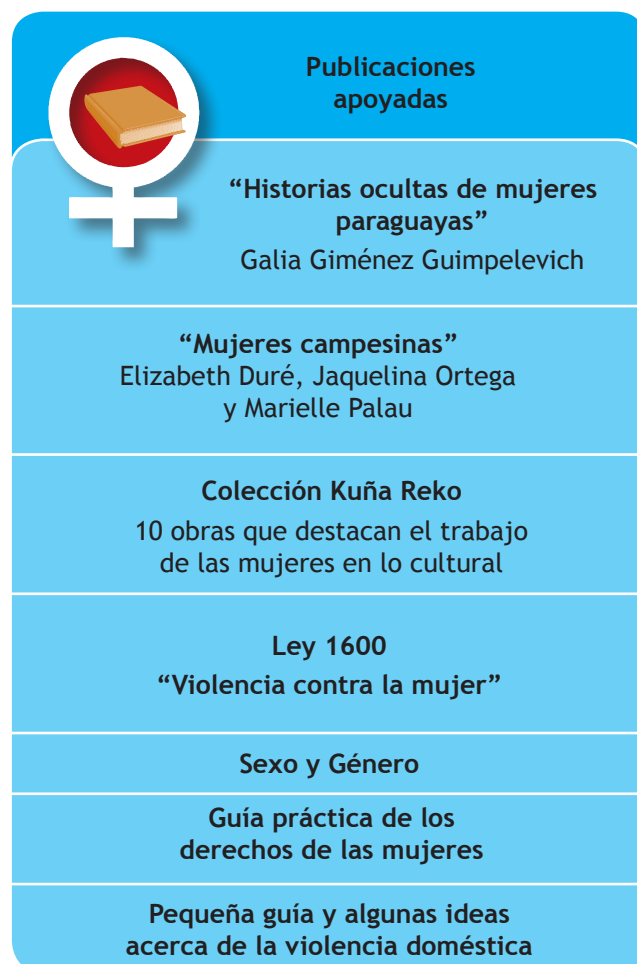 Publicaciones
apoyadas
“Historias ocultas de mujeres
paraguayas”
Galia Giménez Guimpelevich
“Mujeres campesinas”
Elizabeth Duré, Jaquelina Ortega
y Marielle Palau
Colección Kuña Reko
10 obras que destacan el trabajo
de las mujeres en lo cultural
Ley 1600
“Violencia contra la mujer”
Sexo y Género
Guía práctica de los
derechos de las mujeres
Pequeña guía y algunas ideas
acerca de la violencia doméstica